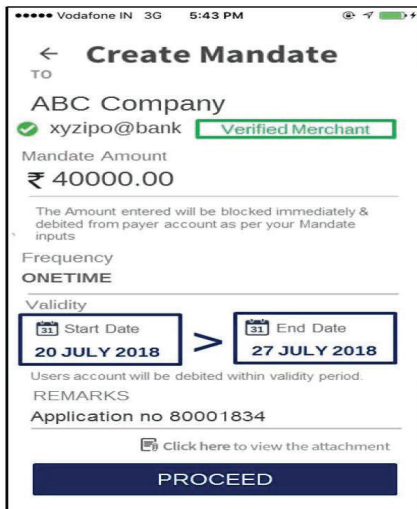 Vodafone IN 3G 5:43 PM
← Create Mandate
TO
ABC Company
xyzipo@bank Verified Merchant
Mandate Amount
₹ 40000.00
The Amount entered will be blocked immediately &
debited from payer account as per your Mandate
inputs
Frequency
ONETIME
Validity
31 Start Date > 31 End Date
20 JULY 2018 27 JULY 2018
Users account will be debited within validity period.
REMARKS
Application no 80001834
Click here to view the attachment
PROCEED